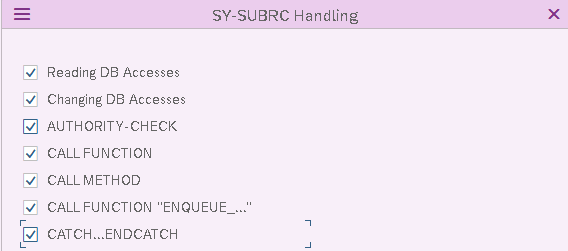 SY-SUBRC Handling
Reading DB Accesses
Changing DB Accesses
AUTHORITY-CHECK
CALL FUNCTION
CALL METHOD
CALL FUNCTION "ENQUEUE_..."
CATCH...ENDCATCH